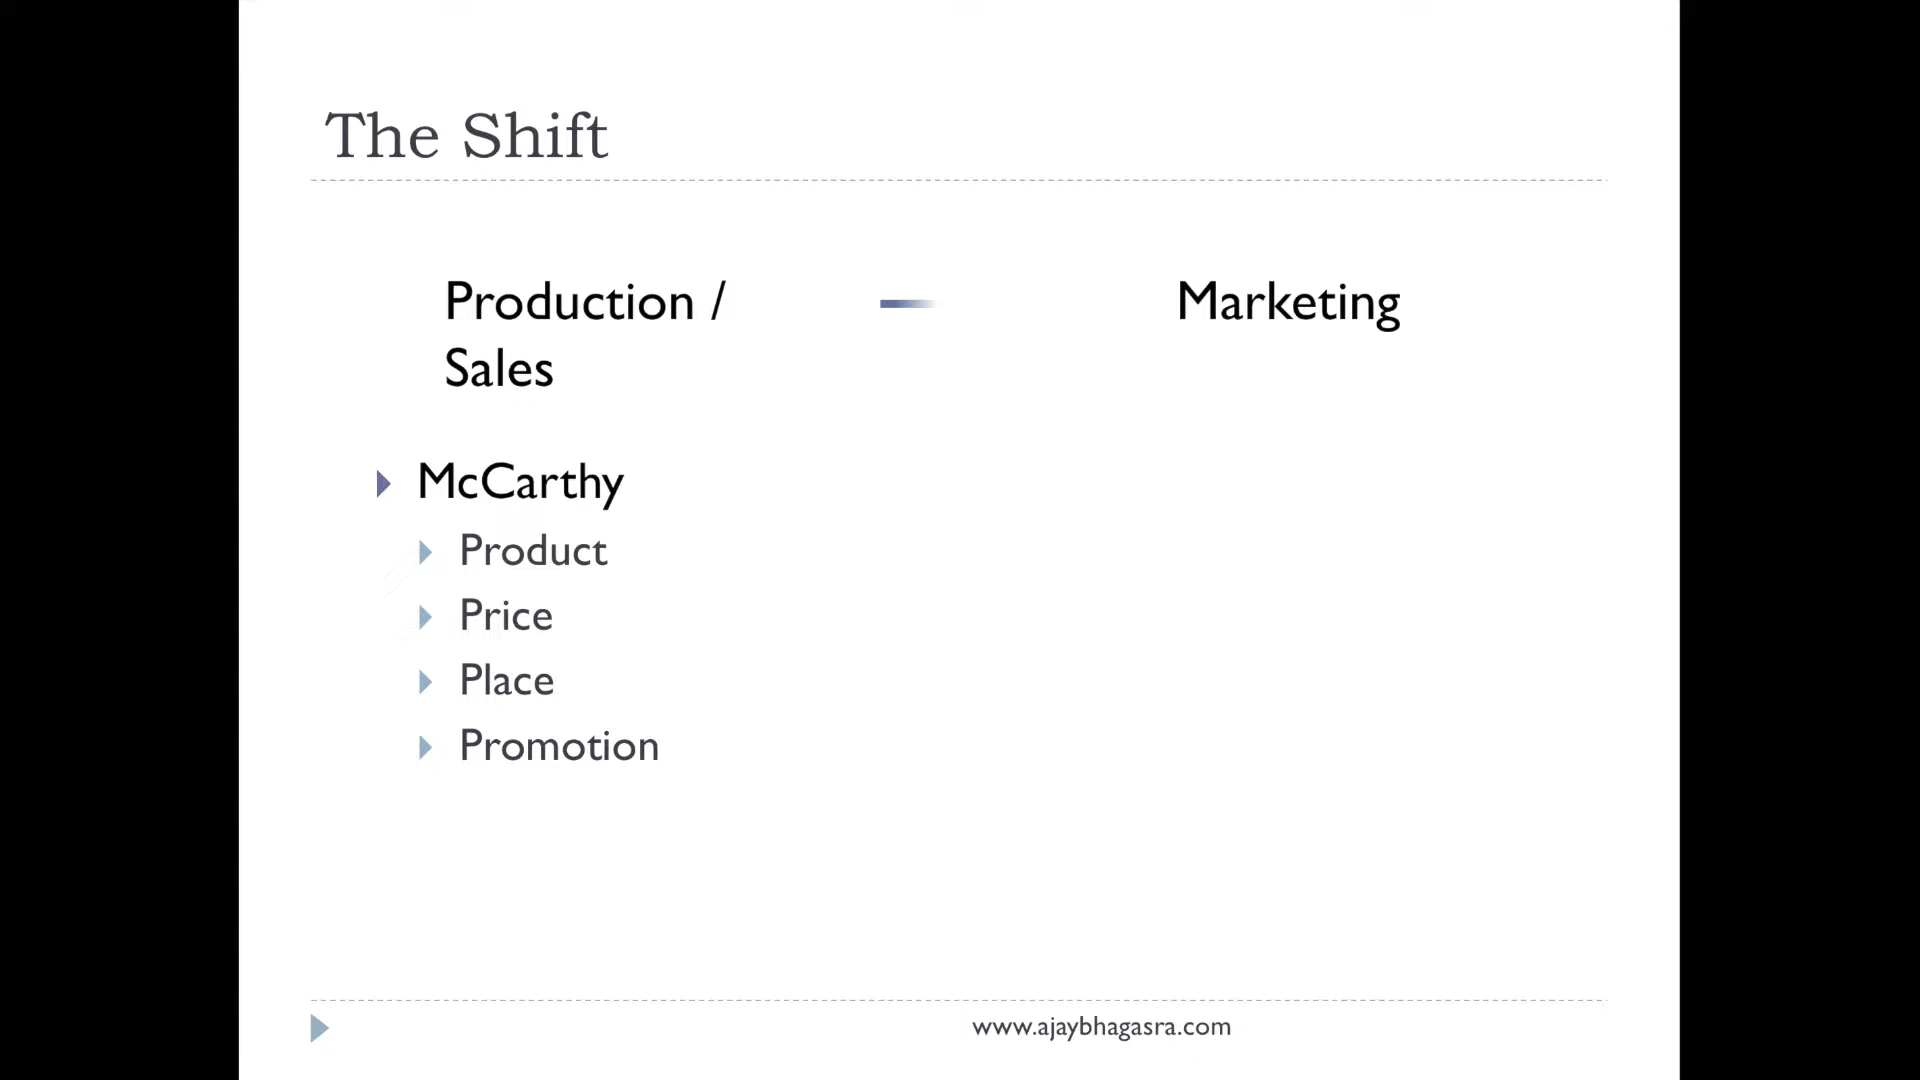 The Shift
Production /
Sales
Marketing
McCarthy
Product
Price
Place
Promotion
www.ajaybhagasra.com